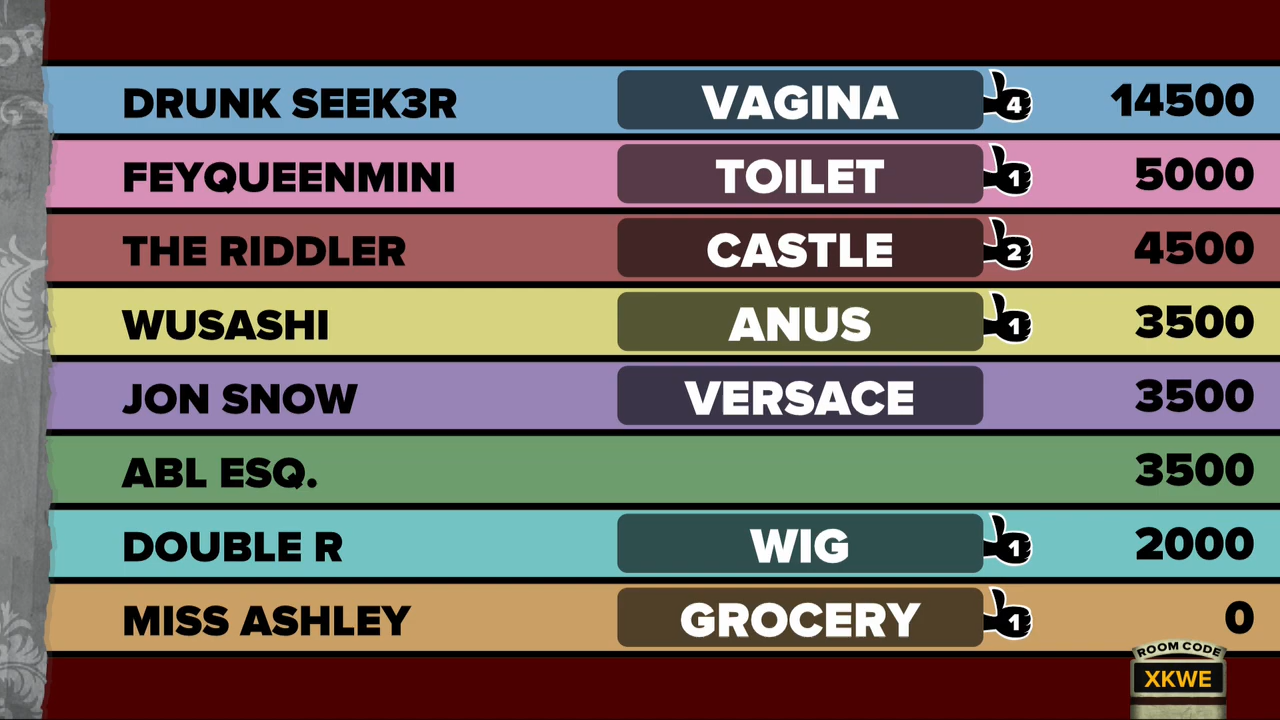 OR
DRUNK SEEK3R VAGINA 4 14500
FEYQUEENMINI TOILET 1 5000
THE RIDDLER CASTLE 2 4500
WUSASHI ANUS 1 3500
JON SNOW VERSACE 3500
ABL ESQ. 3500
DOUBLE R WIG 1 2000
MISS ASHLEY GROCERY 1 0
ROOM CODE
XKWE